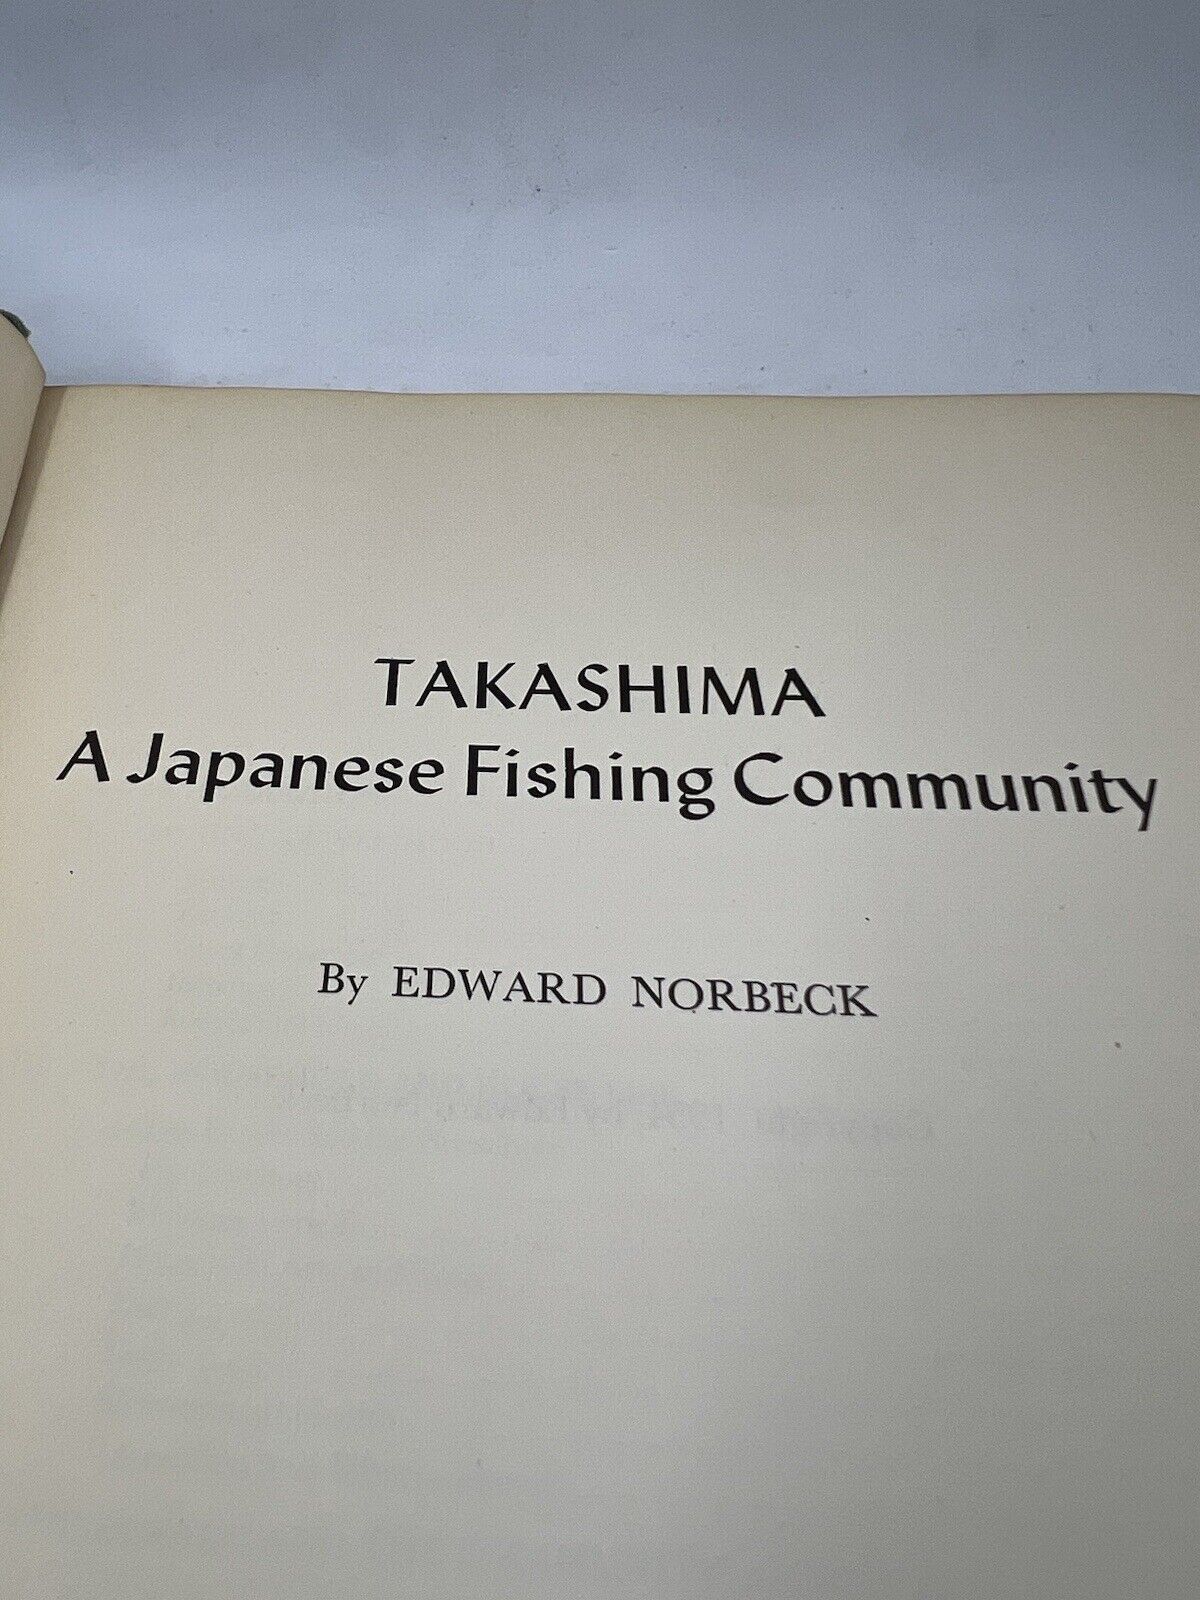 TAKASHIMA
A Japanese Fishing Community
By EDWARD NORBECK